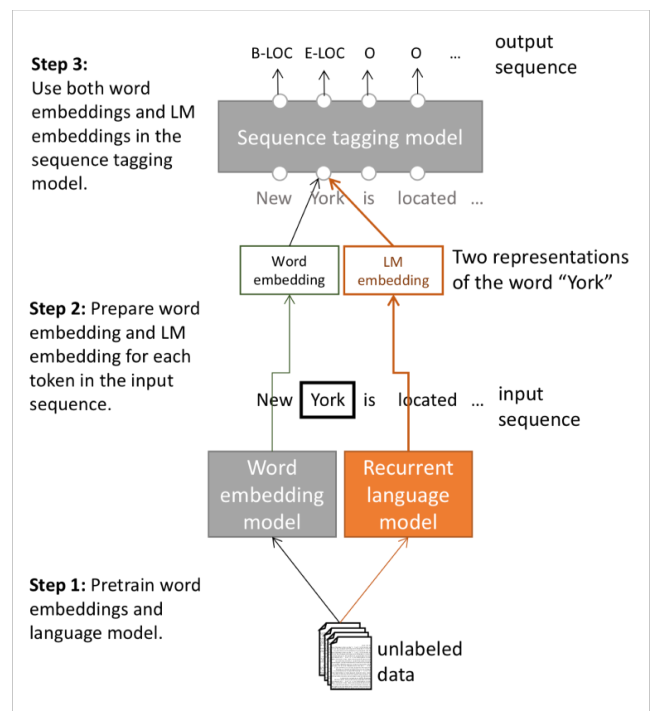 Step 3:
Use both word
embeddings and LM
embeddings in the
sequence tagging
model.
B-LOC E-LOC O O ...
output
sequence
Sequence tagging model
New York is located ...
Word
embedding
LM
embedding
Two representations
of the word “York”
Step 2: Prepare word
embedding and LM
embedding for each
token in the input
sequence.
New York is located ...
input
sequence
Word
embedding
model
Recurrent
language
model
Step 1: Pretrain word
embeddings and
language model.
unlabeled
data